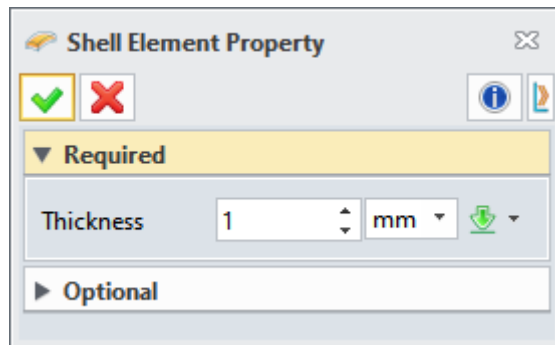 Shell Element Property
Required
Thickness 1 mm
Optional